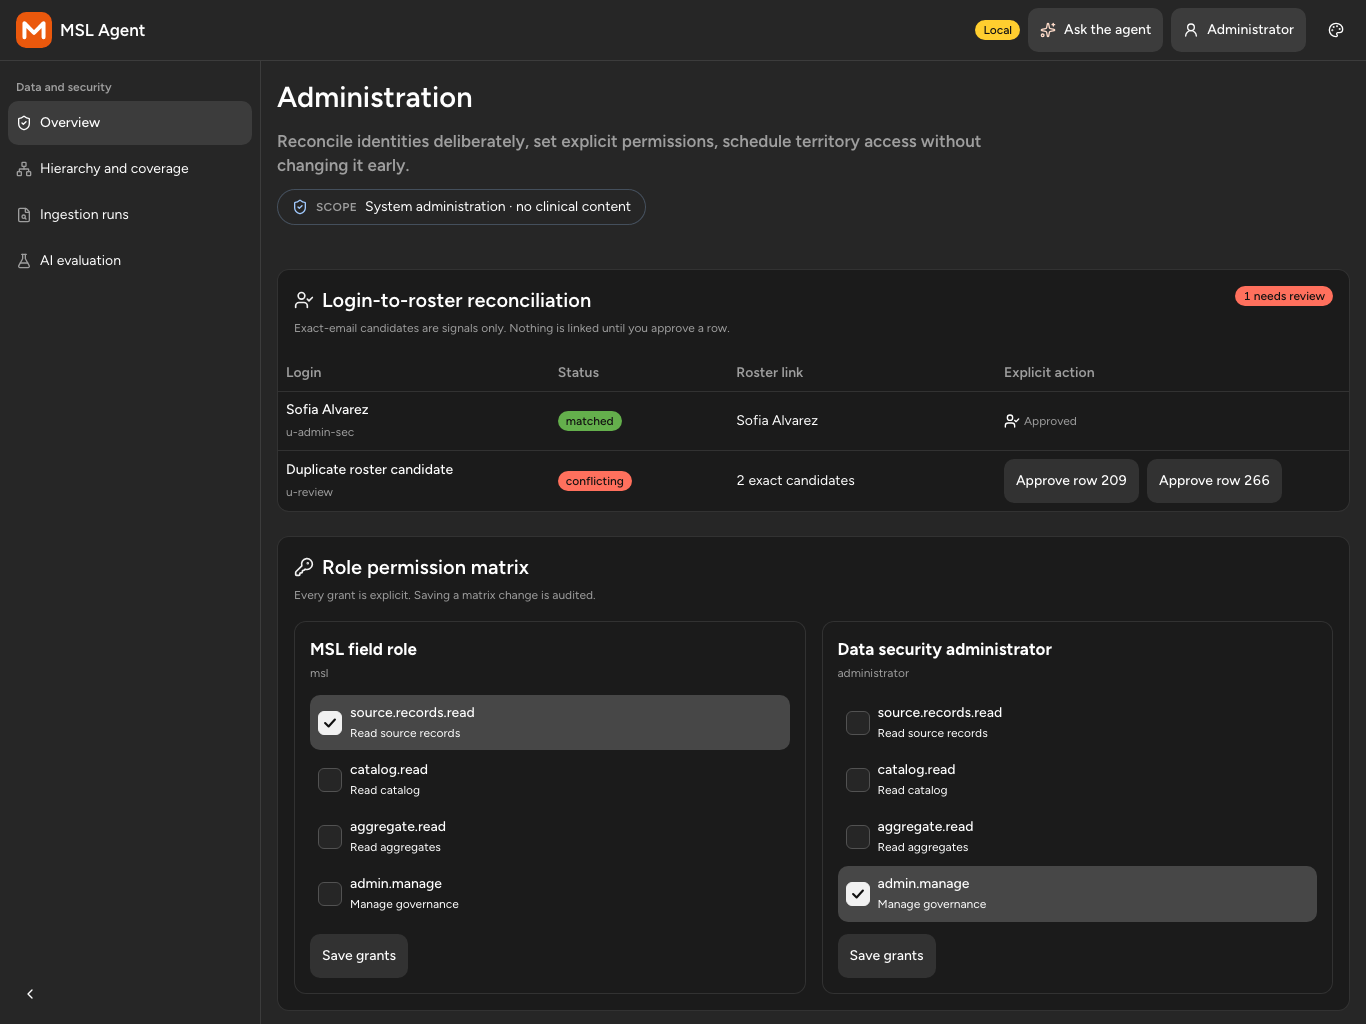 MSL Agent
Local
Ask the agent
Administrator
Data and security
Overview
Hierarchy and coverage
Ingestion runs
AI evaluation
Administration
Reconcile identities deliberately, set explicit permissions, schedule territory access without
changing it early.
SCOPE System administration · no clinical content
Login-to-roster reconciliation
1 needs review
Exact-email candidates are signals only. Nothing is linked until you approve a row.
Login Status Roster link Explicit action
Sofia Alvarez
u-admin-sec
matched
Sofia Alvarez
Approved
Duplicate roster candidate
u-review
conflicting
2 exact candidates
Approve row 209
Approve row 266
Role permission matrix
Every grant is explicit. Saving a matrix change is audited.
MSL field role
msl
source.records.read
Read source records
catalog.read
Read catalog
aggregate.read
Read aggregates
admin.manage
Manage governance
Save grants
Data security administrator
administrator
source.records.read
Read source records
catalog.read
Read catalog
aggregate.read
Read aggregates
admin.manage
Manage governance
Save grants